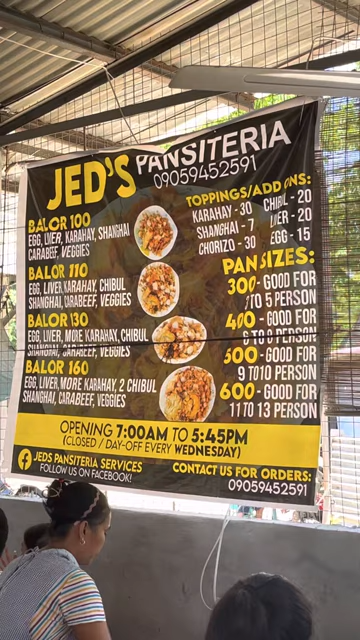 JED'S PANSITERIA
09059452591
BALOR 100
EGG, LIVER, KARAHAY, SHANGHAI
CARABEEF, VEGGIES
BALOR 110
EGG, LIVER, KARAHAY, CHIBUL
SHANGHAI, CARABEEF, VEGGIES
BALOR 130
EGG, LIVER, MORE KARAHAY, CHIBUL
SHANGHAI, CARABEEF, VEGGIES
BALOR 160
EGG, LIVER, MORE KARAHAY, 2 CHIBUL
SHANGHAI, CARABEEF, VEGGIES
TOPPINGS/ADD ONS:
KARAHAY - 30 CHIBUL - 20
SHANGHAI - 7 LIVER - 20
CHORIZO - 30 EGG - 15
PAN SIZES:
300 - GOOD FOR
TO 5 PERSON
400 - GOOD FOR
PERSON
500 - GOOD FOR
9 TO 10 PERSON
600 - GOOD FOR
11 TO 13 PERSON
OPENING 7:00AM TO 5:45PM
(CLOSED / DAY-OFF EVERY WEDNESDAY)
f JEDS PANSITERIA SERVICES
FOLLOW US ON FACEBOOK!
CONTACT US FOR ORDERS:
09059452591